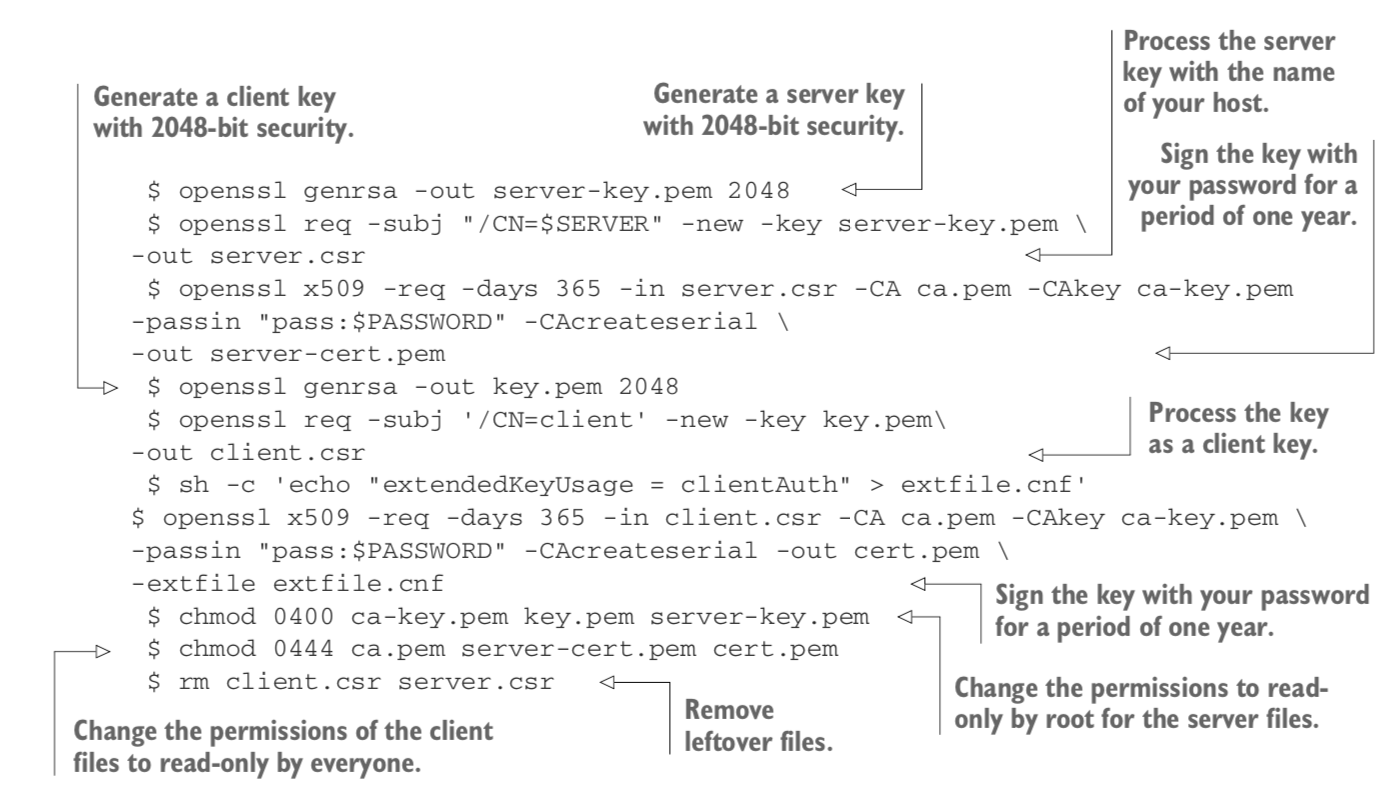 Process the server
key with the name
of your host.
Generate a client key
with 2048-bit security.
Generate a server key
with 2048-bit security.
Sign the key with
your password for a
period of one year.
$ openssl genrsa -out server-key.pem 2048
$ openssl req -subj "/CN=$SERVER" -new -key server-key.pem \
-out server.csr
$ openssl x509 -req -days 365 -in server.csr -CA ca.pem -CAkey ca-key.pem
-passin "pass:$PASSWORD" -CAcreateserial \
-out server-cert.pem
$ openssl genrsa -out key.pem 2048
$ openssl req -subj '/CN=client' -new -key key.pem\
-out client.csr
Process the key
as a client key.
$ sh -c 'echo "extendedKeyUsage = clientAuth" > extfile.cnf'
$ openssl x509 -req -days 365 -in client.csr -CA ca.pem -CAkey ca-key.pem \
-passin "pass:$PASSWORD" -CAcreateserial -out cert.pem \
-extfile extfile.cnf
Sign the key with your password
for a period of one year.
$ chmod 0400 ca-key.pem key.pem server-key.pem
$ chmod 0444 ca.pem server-cert.pem cert.pem
$ rm client.csr server.csr
Change the permissions to read-
only by root for the server files.
Remove
leftover files.
Change the permissions of the client
files to read-only by everyone.